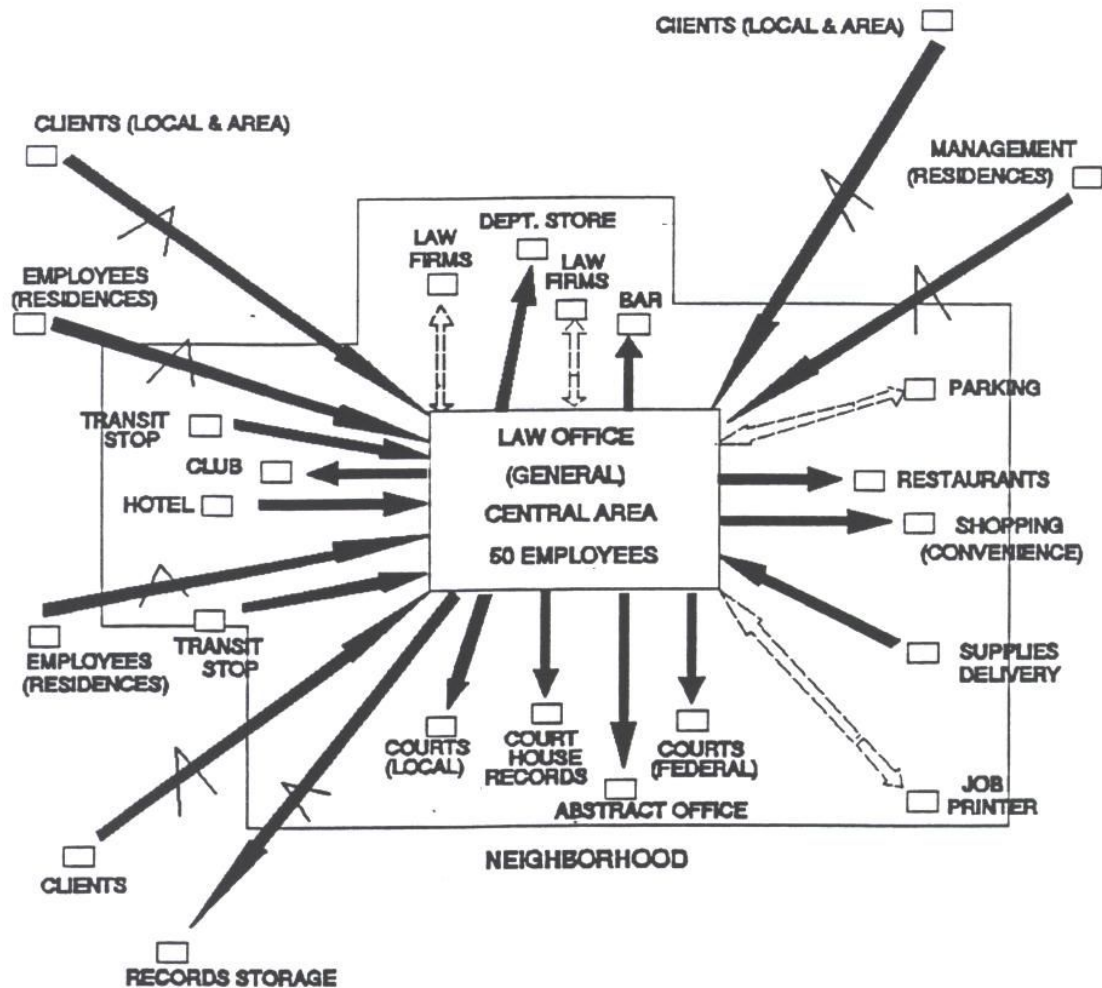 CIIENTS (LOCAL & AREA)
CLIENTS (LOCAL & AREA)
MANAGEMENT
(RESIDENCES)
DEPT. STORE
LAW
FIRMS
LAW
FIRMS
BAR
EMPLOYEES
(RESIDENCES)
PARKING
TRANSIT
STOP
CLUB
HOTEL
LAW OFFICE
(GENERAL)
CENTRAL AREA
50 EMPLOYEES
RESTAURANTS
SHOPPING
(CONVENIENCE)
EMPLOYEES
(RESIDENCES)
TRANSIT
STOP
SUPPLIES
DELIVERY
COURTS
(LOCAL)
COURT
HOUSE
RECORDS
COURTS
(FEDERAL)
ABSTRACT OFFICE
JOB
PRINTER
NEIGHBORHOOD
CLIENTS
RECORDS STORAGE